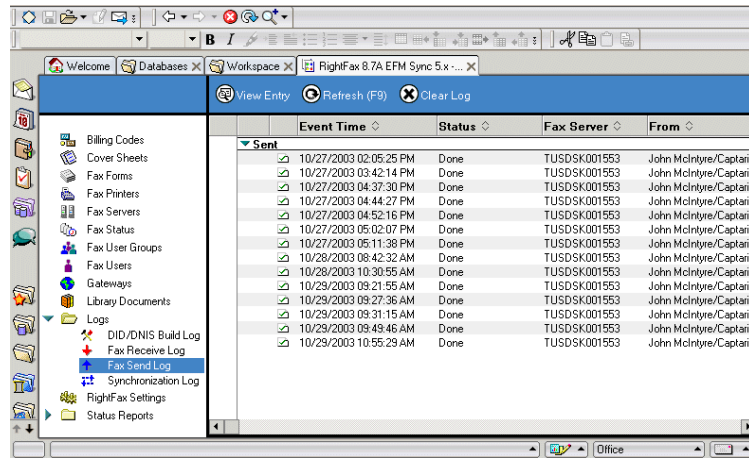 B I
Welcome Databases Workspace RightFax 8.7A EFM Sync 5.x -...
View Entry Refresh (F9) Clear Log
Event Time Status Fax Server From
Sent
10/27/2003 02:05:25 PM Done TUSDSK001553 John McIntyre/Captari
10/27/2003 03:42:14 PM Done TUSDSK001553 John McIntyre/Captari
10/27/2003 04:37:30 PM Done TUSDSK001553 John McIntyre/Captari
10/27/2003 04:44:27 PM Done TUSDSK001553 John McIntyre/Captari
10/27/2003 04:52:16 PM Done TUSDSK001553 John McIntyre/Captari
10/27/2003 05:02:07 PM Done TUSDSK001553 John McIntyre/Captari
10/27/2003 05:11:38 PM Done TUSDSK001553 John McIntyre/Captari
10/28/2003 08:42:32 AM Done TUSDSK001553 John McIntyre/Captari
10/28/2003 10:30:55 AM Done TUSDSK001553 John McIntyre/Captari
10/29/2003 09:21:55 AM Done TUSDSK001553 John McIntyre/Captari
10/29/2003 09:27:36 AM Done TUSDSK001553 John McIntyre/Captari
10/29/2003 09:31:15 AM Done TUSDSK001553 John McIntyre/Captari
10/29/2003 09:49:46 AM Done TUSDSK001553 John McIntyre/Captari
10/29/2003 10:55:29 AM Done TUSDSK001553 John McIntyre/Captari
Billing Codes
Cover Sheets
Fax Forms
Fax Printers
Fax Servers
Fax Status
Fax User Groups
Fax Users
Gateways
Library Documents
Logs
DID/DNIS Build Log
Fax Receive Log
Fax Send Log
Synchronization Log
RightFax Settings
Status Reports
Office